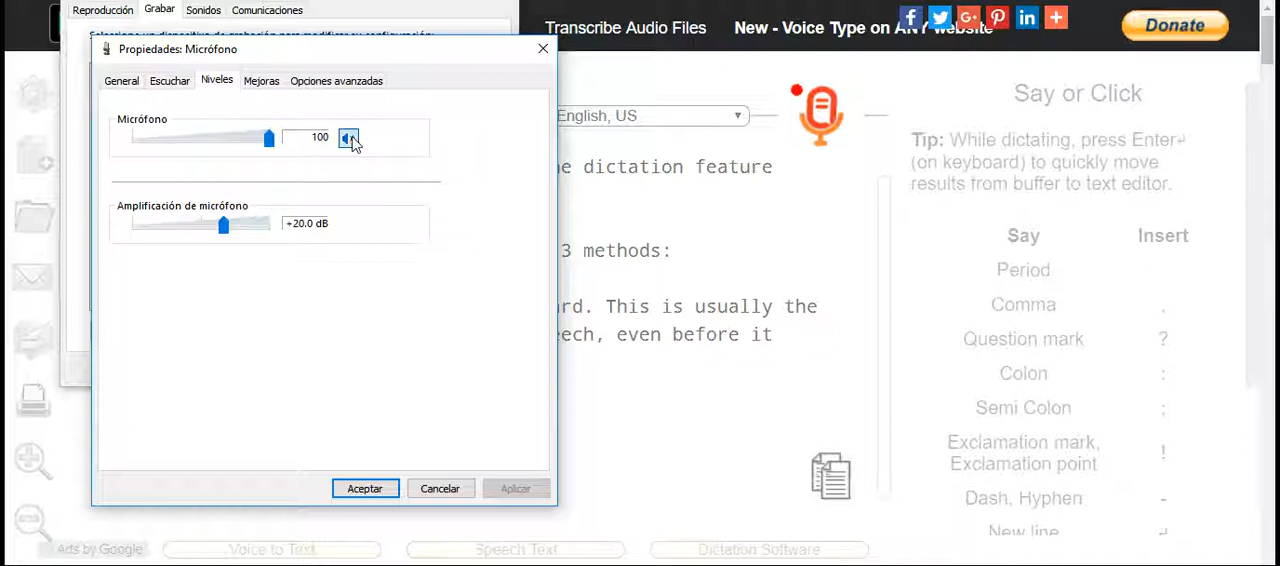 Reproducción Grabar Sonidos Comunicaciones
Transcribe Audio Files New - Voice Type on ANY website
Donate
Propiedades: Micrófono
General Escuchar Niveles Mejoras Opciones avanzadas
Micrófono
100
Amplificación de micrófono
+20.0 dB
Aceptar Cancelar Aplicar
English, US
dictation feature
3 methods:
This is usually the
even before it
Say or Click
Tip: While dictating, press Enter↵
(on keyboard) to quickly move
results from buffer to text editor.
Say Insert
Period
Comma ,
Question mark ?
Colon :
Semi Colon ;
Exclamation mark, !
Exclamation point
Dash, Hyphen -
New line ↵
Ads by Google Voice to Text Speech Text Dictation Software